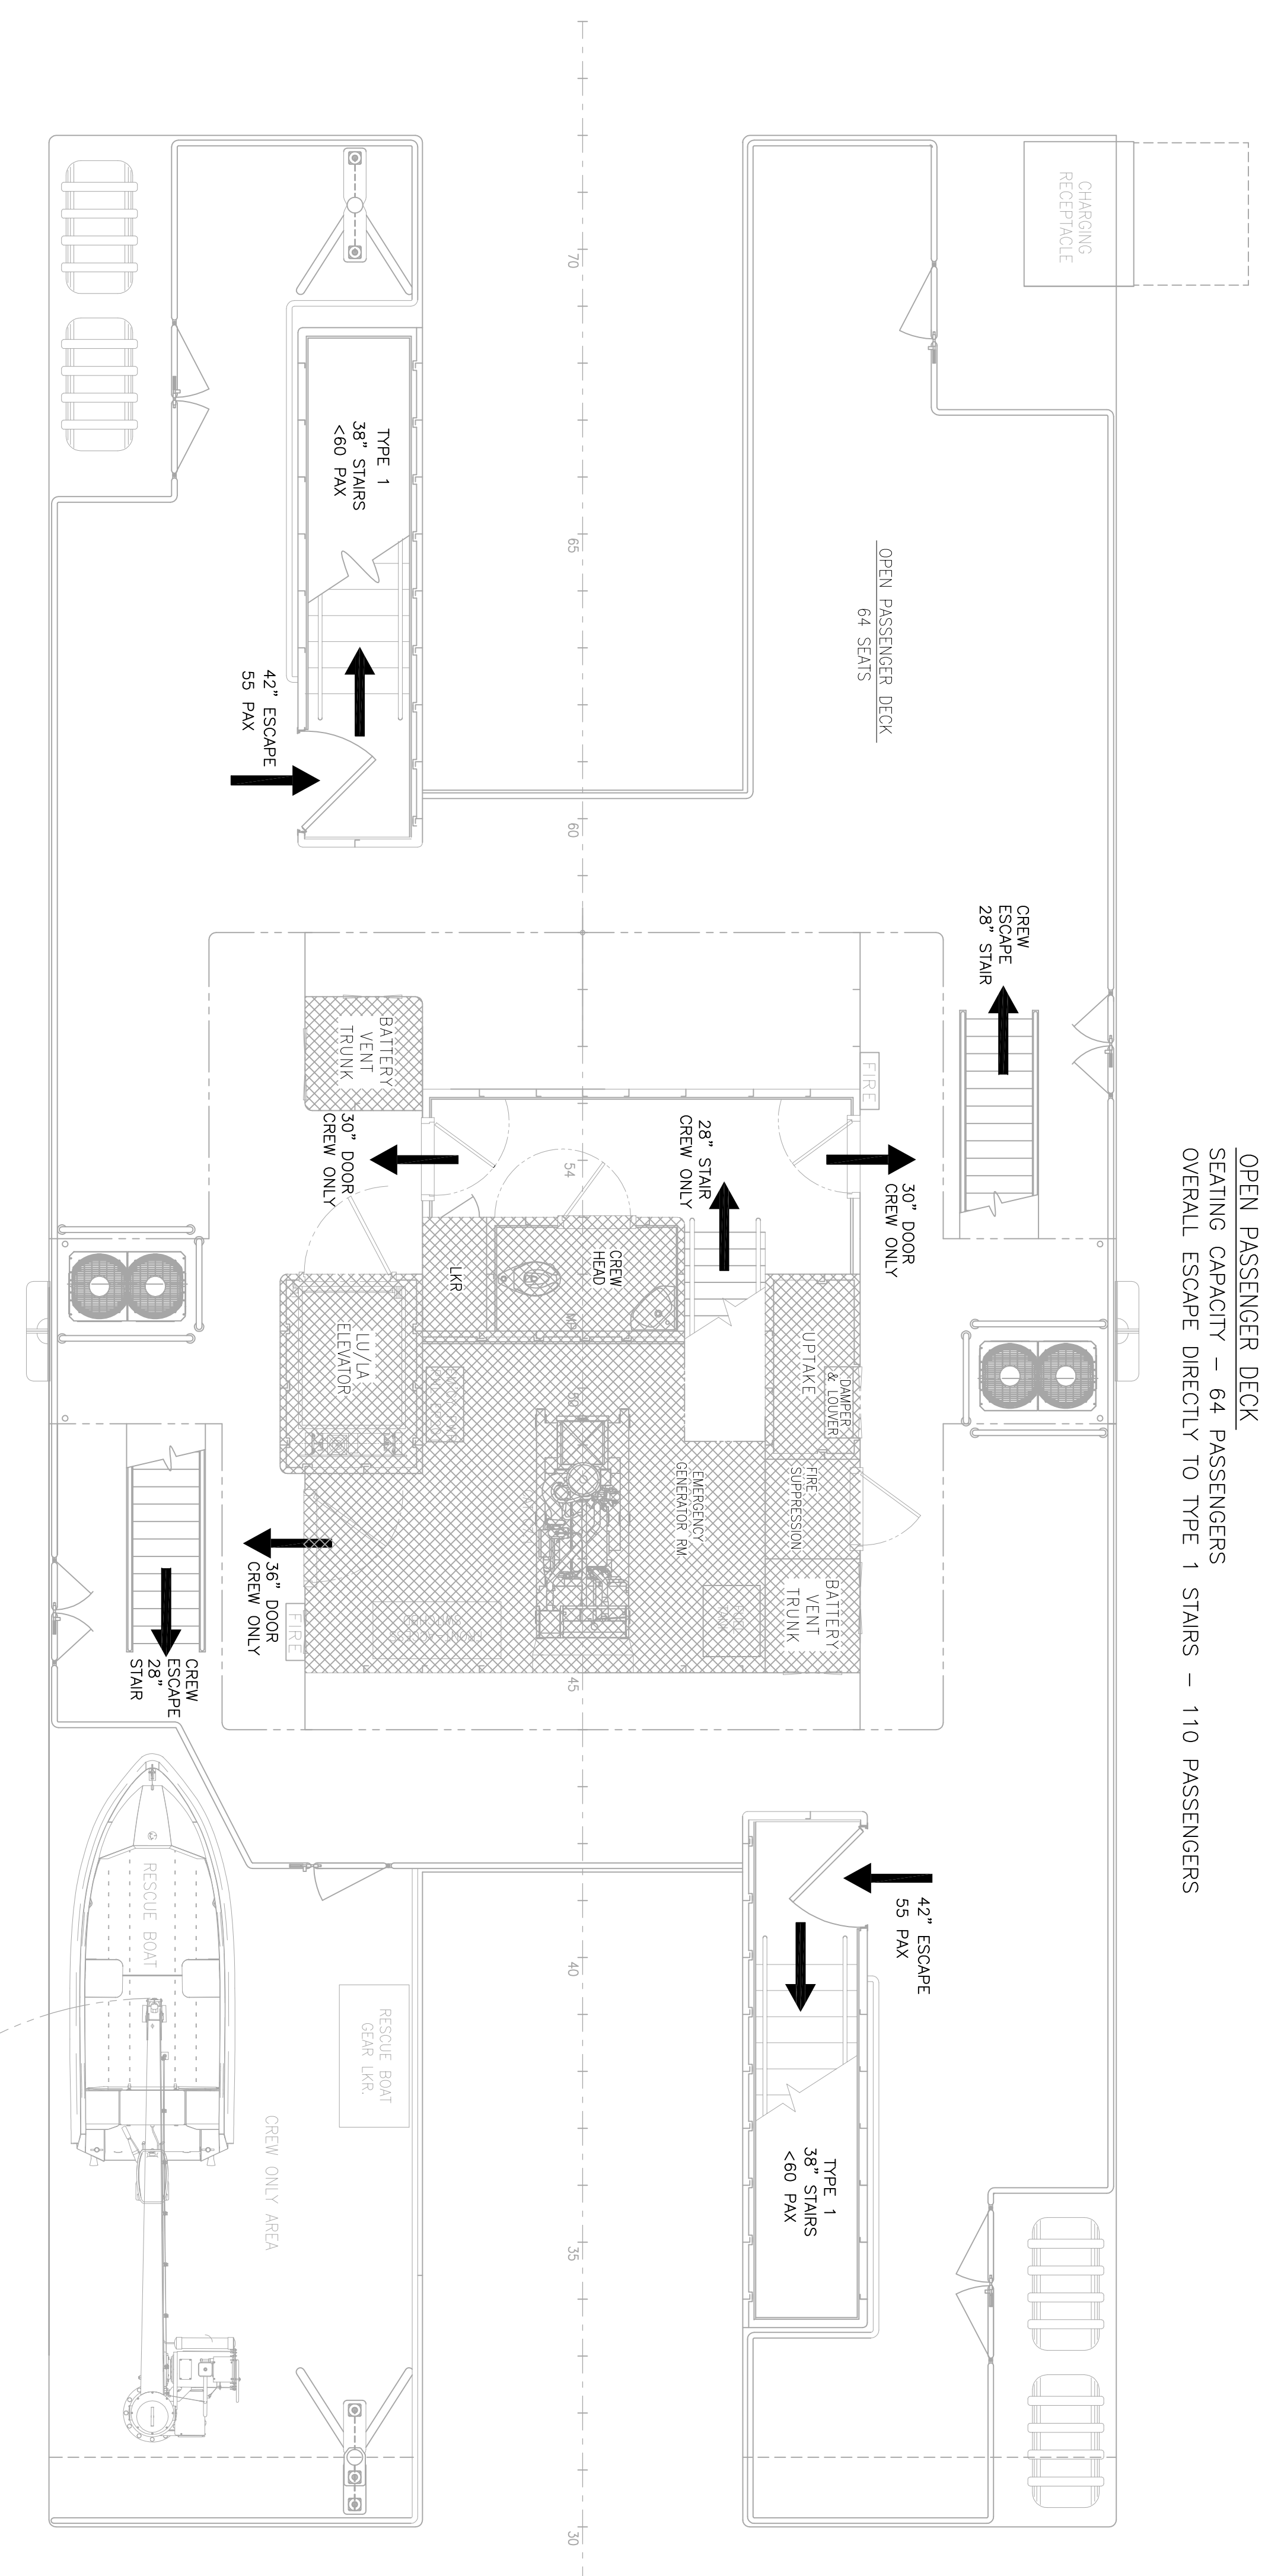 OPEN PASSENGER DECK
SEATING CAPACITY – 64 PASSENGERS
OVERALL ESCAPE DIRECTLY TO TYPE 1 STAIRS – 110 PASSENGERS
CHARGING
RECEPTACLE
OPEN PASSENGER DECK
64 SEATS
CREW
ESCAPE
28" STAIR
30" DOOR
CREW ONLY
42" ESCAPE
55 PAX
FIRE
28" STAIR
CREW ONLY
UPTAKE
DAMPER
& LOUVER
FIRE
SUPPRESSION
BATTERY
VENT
TRUNK
TYPE 1
38" STAIRS
<60 PAX
EMERGENCY
GENERATOR RM
70
65
60
54
50
45
40
35
30
CREW
HEAD
LKR
TYPE 1
38" STAIRS
<60 PAX
BATTERY
VENT
TRUNK
30" DOOR
CREW ONLY
LU/LA
ELEVATOR
FRONT-ACCESS
SWITCHBD
RESCUE BOAT
GEAR LKR.
42" ESCAPE
55 PAX
36" DOOR
CREW ONLY
FIRE
CREW ONLY AREA
CREW
ESCAPE
28"
STAIR
RESCUE BOAT